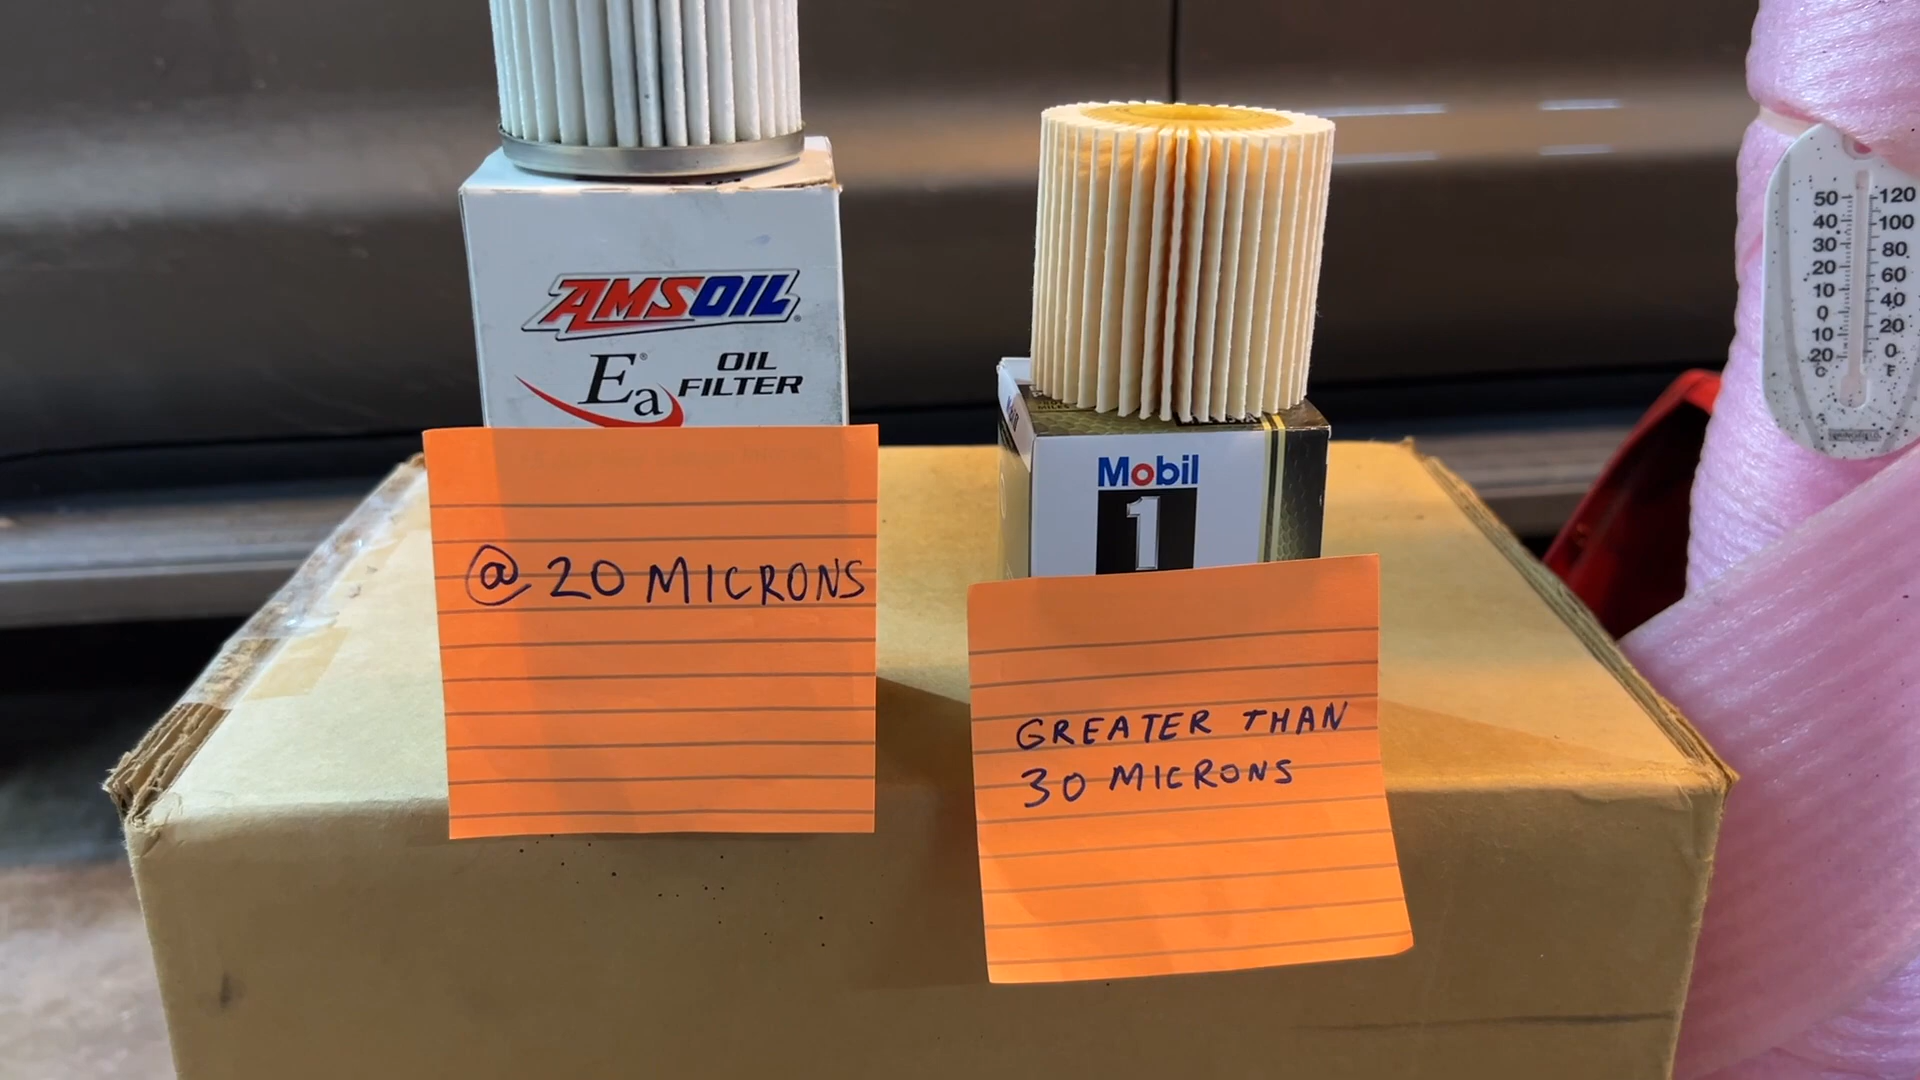 AMSOIL
Ea OIL
FILTER
@ 20 MICRONS
Mobil
1
GREATER THAN
30 MICRONS
50 120
40 100
30 80
20 60
10 40
0 20
10 0
20 F
C